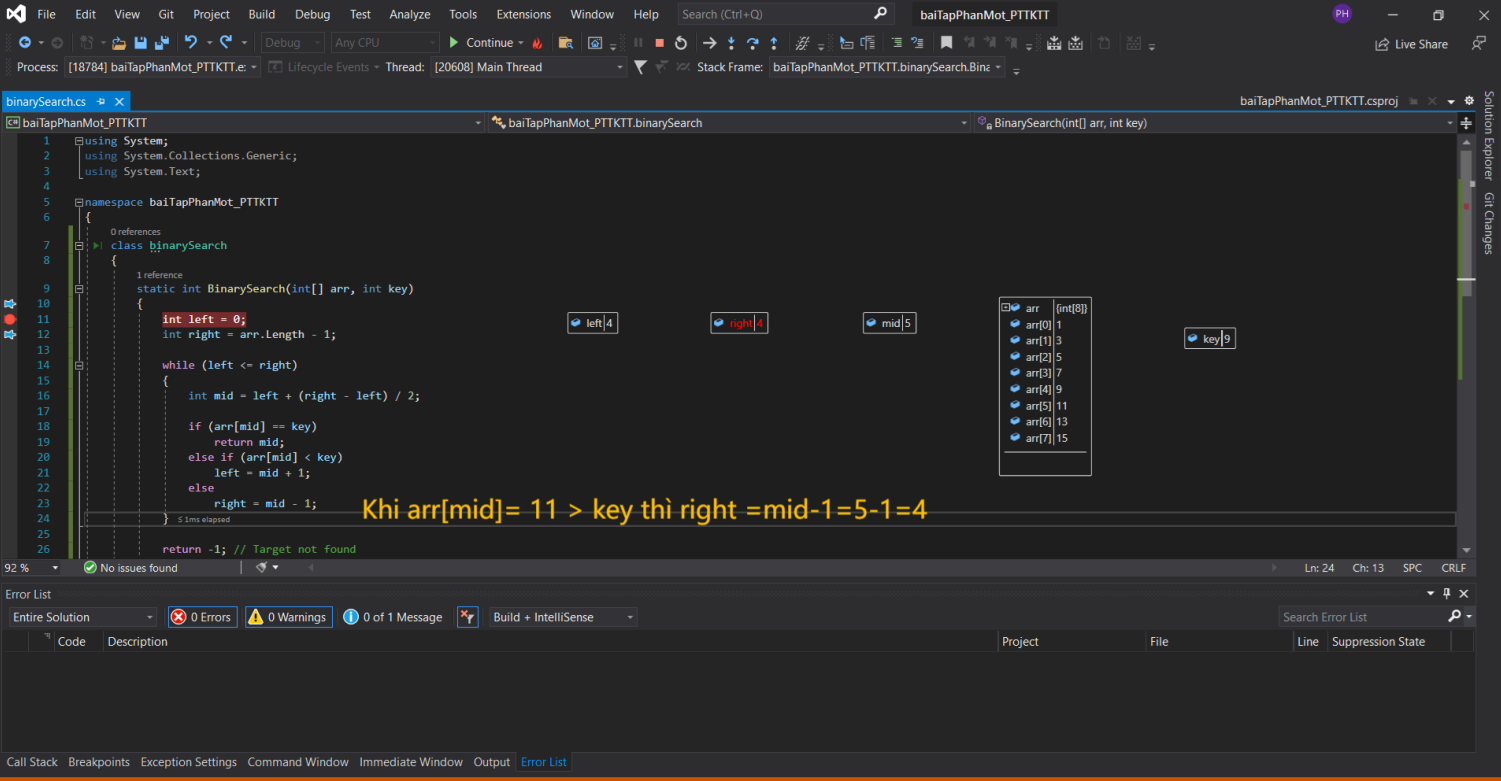 File Edit View Git Project Build Debug Test Analyze Tools Extensions Window Help Search (Ctrl+Q) baiTapPhanMot_PTTKTT PH
Debug Any CPU Continue Live Share
Process: [18784] baiTapPhanMot_PTTKTT.e: Lifecycle Events Thread: [20608] Main Thread Stack Frame: baiTapPhanMot_PTTKTT.binarySearch.Bina
binarySearch.cs baiTapPhanMot_PTTKTT.csproj
C# baiTapPhanMot_PTTKTT baiTapPhanMot_PTTKTT.binarySearch BinarySearch(int[] arr, int key)
Solution Explorer
Git Changes
1 using System;
2 using System.Collections.Generic;
3 using System.Text;
4
5 namespace baiTapPhanMot_PTTKTT
6 {
0 references
7 class binarySearch
8 {
1 reference
9 static int BinarySearch(int[] arr, int key)
10 {
11 int left = 0;
12 int right = arr.Length - 1;
13
14 while (left <= right)
15 {
16 int mid = left + (right - left) / 2;
17
18 if (arr[mid] == key)
19 return mid;
20 else if (arr[mid] < key)
21 left = mid + 1;
22 else
23 right = mid - 1;
24 } ≤ 1ms elapsed
25
26 return -1; // Target not found
left 4
right 4
mid 5
arr {int[8]}
arr[0] 1
arr[1] 3
arr[2] 5
arr[3] 7
arr[4] 9
arr[5] 11
arr[6] 13
arr[7] 15
key 9
Khi arr[mid]= 11 > key thì right =mid-1=5-1=4
92 % No issues found Ln: 24 Ch: 13 SPC CRLF
Error List
Entire Solution 0 Errors 0 Warnings 0 of 1 Message Build + IntelliSense Search Error List
Code Description Project File Line Suppression State
Call Stack Breakpoints Exception Settings Command Window Immediate Window Output Error List